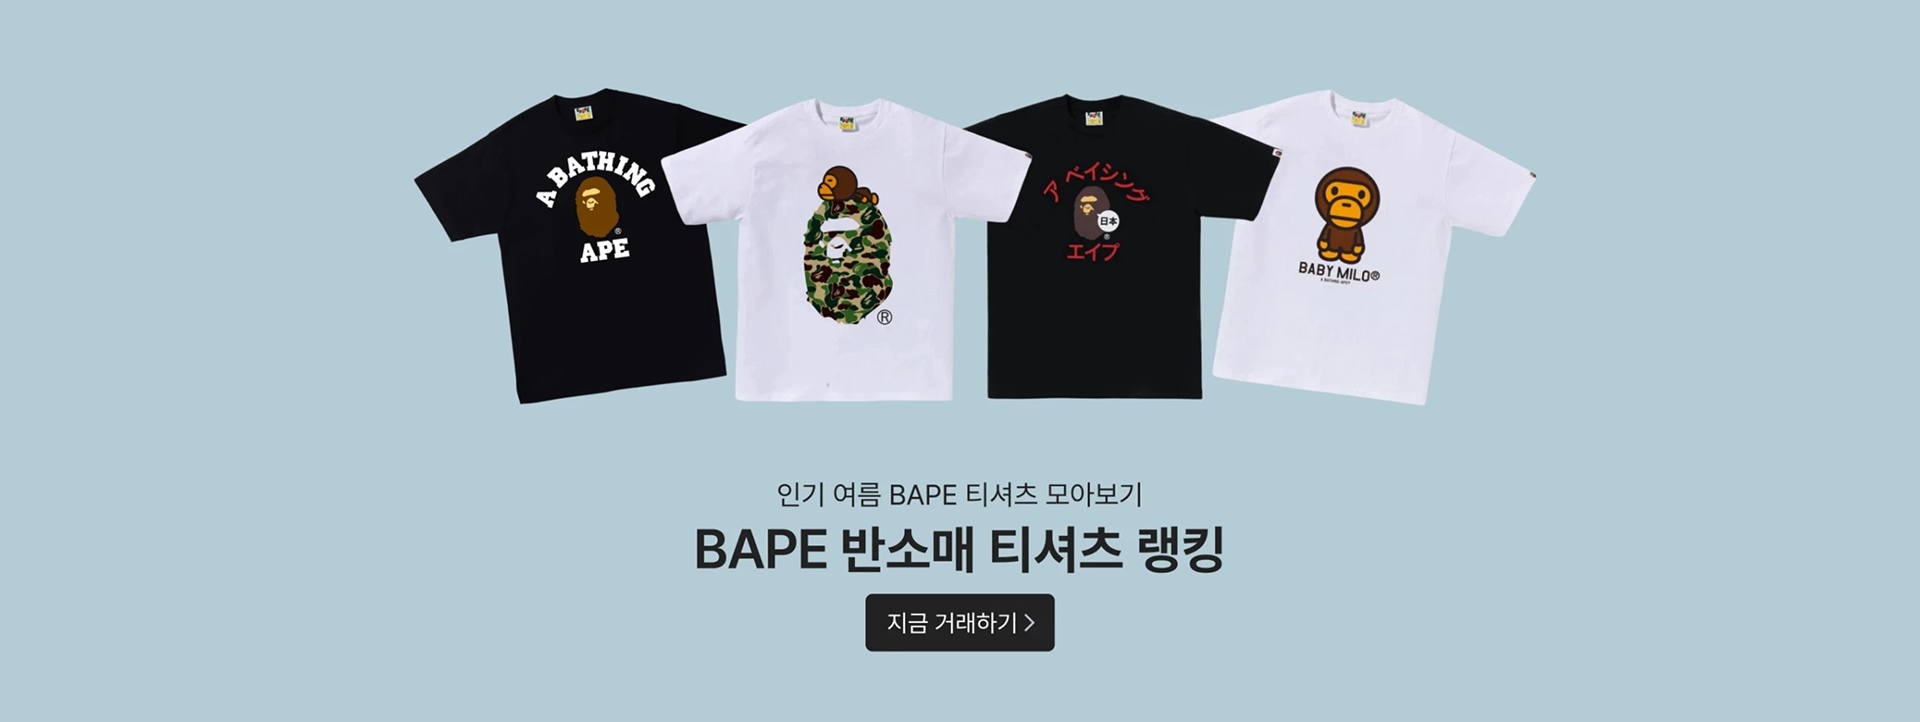 A BATHING
APE
®
®
ア ベイシング
日本
®
エイプ
BABY MILO®
A BATHING APE®
인기 여름 BAPE 티셔츠 모아보기
BAPE 반소매 티셔츠 랭킹
지금 거래하기 >